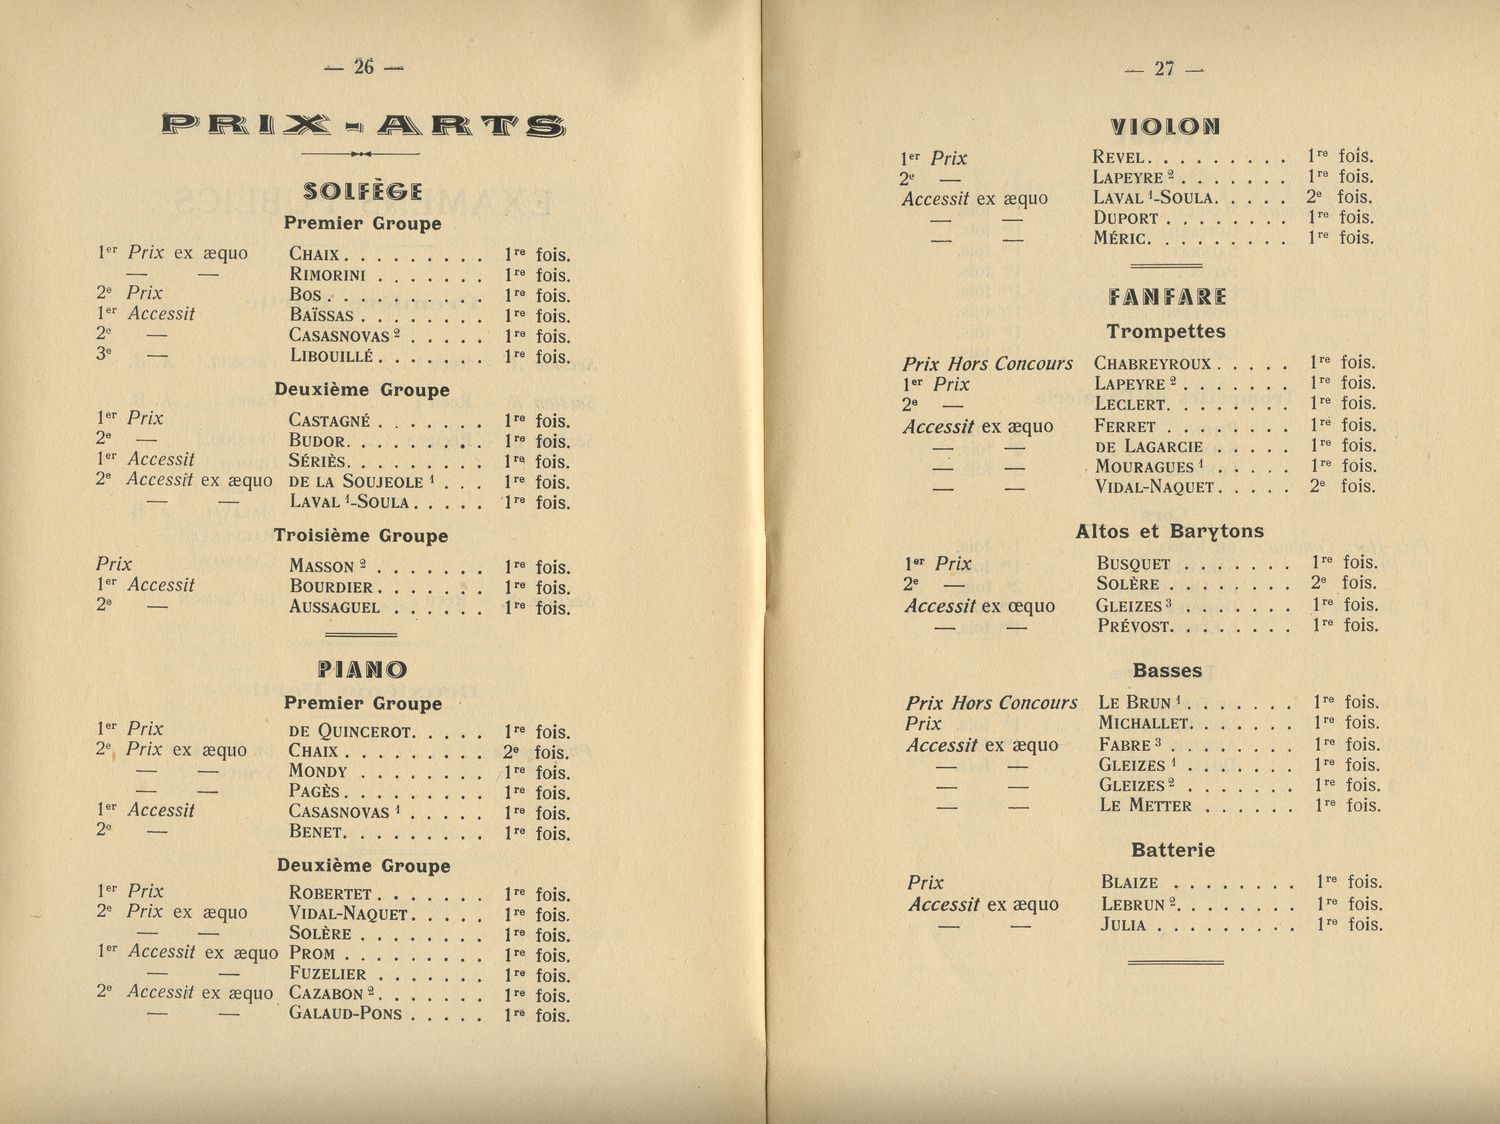 — 26 —
PRIX-ARTS
SOLFÈGE
Premier Groupe
1er Prix ex æquo CHAIX. . . . . . . . . 1re fois.
— — RIMORINI . . . . . . . 1re fois.
2e Prix BOS. . . . . . . . . . 1re fois.
1er Accessit BAÏSSAS . . . . . . . . 1re fois.
2e — CASASNOVAS 2 . . . . . 1re fois.
3e — LIBOUILLÉ. . . . . . . 1re fois.
Deuxième Groupe
1er Prix CASTAGNÉ . . . . . . . 1re fois.
2e — BUDOR. . . . . . . . . 1re fois.
1er Accessit SÉRIÈS. . . . . . . . . 1re fois.
2e Accessit ex æquo DE LA SOUJEOLE 1 . . . 1re fois.
— — LAVAL 1-SOULA. . . . . 1re fois.
Troisième Groupe
Prix MASSON 2 . . . . . . . 1re fois.
1er Accessit BOURDIER. . . . . . . 1re fois.
2e — AUSSAGUEL . . . . . . 1re fois.
PIANO
Premier Groupe
1er Prix DE QUINCEROT. . . . . 1re fois.
2e Prix ex æquo CHAIX . . . . . . . . . 2e fois.
— — MONDY . . . . . . . . 1re fois.
— — PAGÈS. . . . . . . . . 1re fois.
1er Accessit CASASNOVAS 1 . . . . . 1re fois.
2e — BENET. . . . . . . . . 1re fois.
Deuxième Groupe
1er Prix ROBERTET . . . . . . . 1re fois.
2e Prix ex æquo VIDAL-NAQUET. . . . . 1re fois.
— — SOLÈRE . . . . . . . . 1re fois.
1er Accessit ex æquo PROM . . . . . . . . . 1re fois.
— — FUZELIER . . . . . . . 1re fois.
2e Accessit ex æquo CAZABON 2. . . . . . . 1re fois.
— — GALAUD-PONS . . . . . 1re fois.
— 27 —
VIOLON
1er Prix REVEL. . . . . . . . . 1re fois.
2e — LAPEYRE 2 . . . . . . . 1re fois.
Accessit ex æquo LAVAL 1-SOULA. . . . . 2e fois.
— — DUPORT . . . . . . . . 1re fois.
— — MÉRIC. . . . . . . . . 1re fois.
FANFARE
Trompettes
Prix Hors Concours CHABREYROUX . . . . . 1re fois.
1er Prix LAPEYRE 2 . . . . . . . 1re fois.
2e — LECLERT. . . . . . . . 1re fois.
Accessit ex æquo FERRET . . . . . . . . 1re fois.
— — DE LAGARCIE . . . . . 1re fois.
— — MOURAGUES 1 . . . . . 1re fois.
— — VIDAL-NAQUET. . . . . 2e fois.
Altos et Barytons
1er Prix BUSQUET . . . . . . . 1re fois.
2e — SOLÈRE . . . . . . . . 2e fois.
Accessit ex œquo GLEIZES 3 . . . . . . . 1re fois.
— — PRÉVOST. . . . . . . . 1re fois.
Basses
Prix Hors Concours LE BRUN 1 . . . . . . . 1re fois.
Prix MICHALLET. . . . . . . 1re fois.
Accessit ex æquo FABRE 3 . . . . . . . . 1re fois.
— — GLEIZES 1 . . . . . . . 1re fois.
— — GLEIZES 2 . . . . . . . 1re fois.
— — LE METTER . . . . . . 1re fois.
Batterie
Prix BLAIZE . . . . . . . . 1re fois.
Accessit ex æquo LEBRUN 2. . . . . . . . 1re fois.
— — JULIA . . . . . . . . . 1re fois.